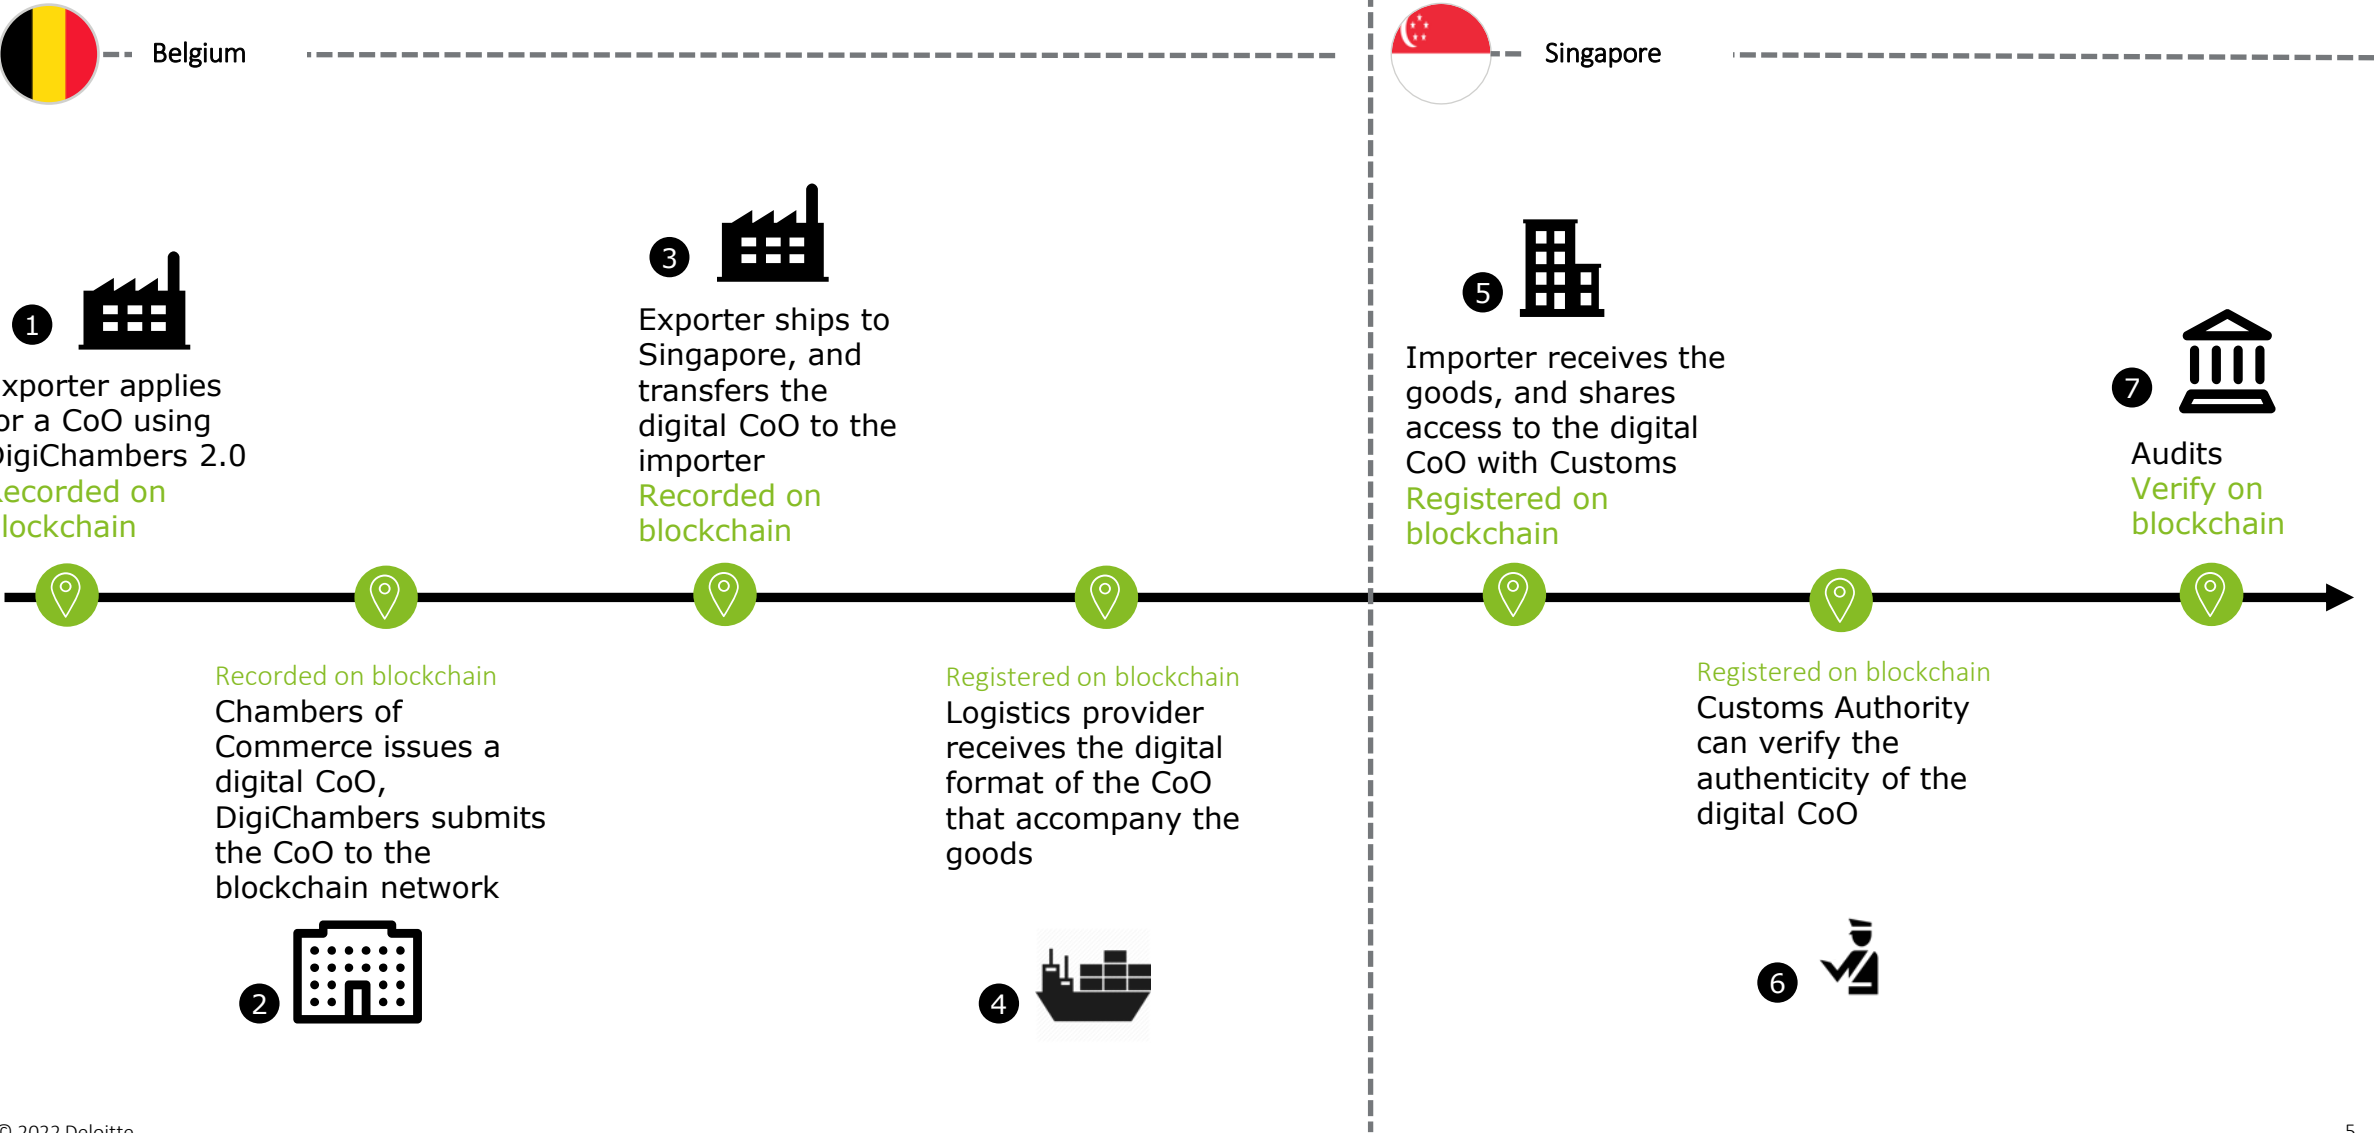 Belgium
Singapore
1
xporter applies
or a CoO using
DigiChambers 2.0
Recorded on
lockchain
3
Exporter ships to
Singapore, and
transfers the
digital CoO to the
importer
Recorded on
blockchain
5
Importer receives the
goods, and shares
access to the digital
CoO with Customs
Registered on
blockchain
7
Audits
Verify on
blockchain
Recorded on blockchain
Chambers of
Commerce issues a
digital CoO,
DigiChambers submits
the CoO to the
blockchain network
2
Registered on blockchain
Logistics provider
receives the digital
format of the CoO
that accompany the
goods
4
Registered on blockchain
Customs Authority
can verify the
authenticity of the
digital CoO
6
© 2022 Deloitte
5